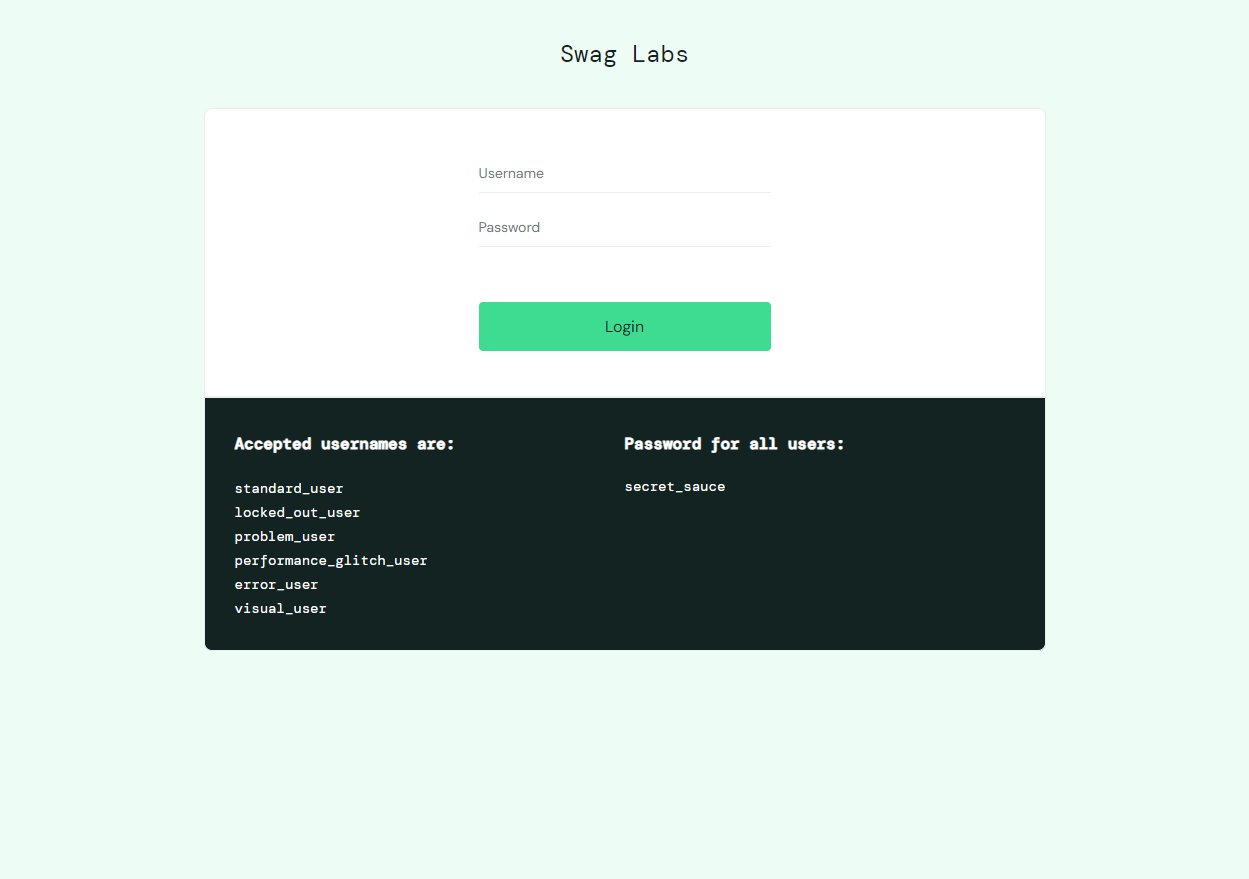 Swag Labs
Username
Password
Login
Accepted usernames are:
standard_user
locked_out_user
problem_user
performance_glitch_user
error_user
visual_user
Password for all users:
secret_sauce